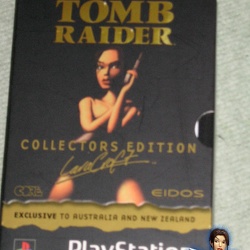 TOMB
RAIDER
COLLECTORS EDITION
Lara Croft
CORE
EIDOS
EXCLUSIVE TO AUSTRALIA AND NEW ZEALAND
PlayStation